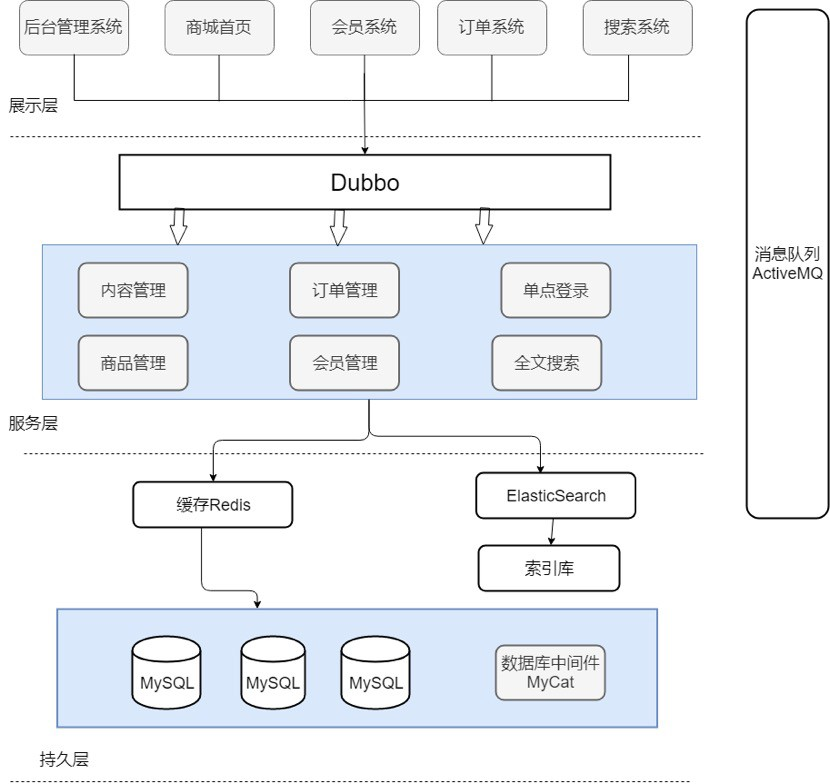 后台管理系统
商城首页
会员系统
订单系统
搜索系统
展示层
Dubbo
消息队列
ActiveMQ
内容管理
订单管理
单点登录
商品管理
会员管理
全文搜索
服务层
缓存Redis
ElasticSearch
索引库
MySQL
MySQL
MySQL
数据库中间件
MyCat
持久层